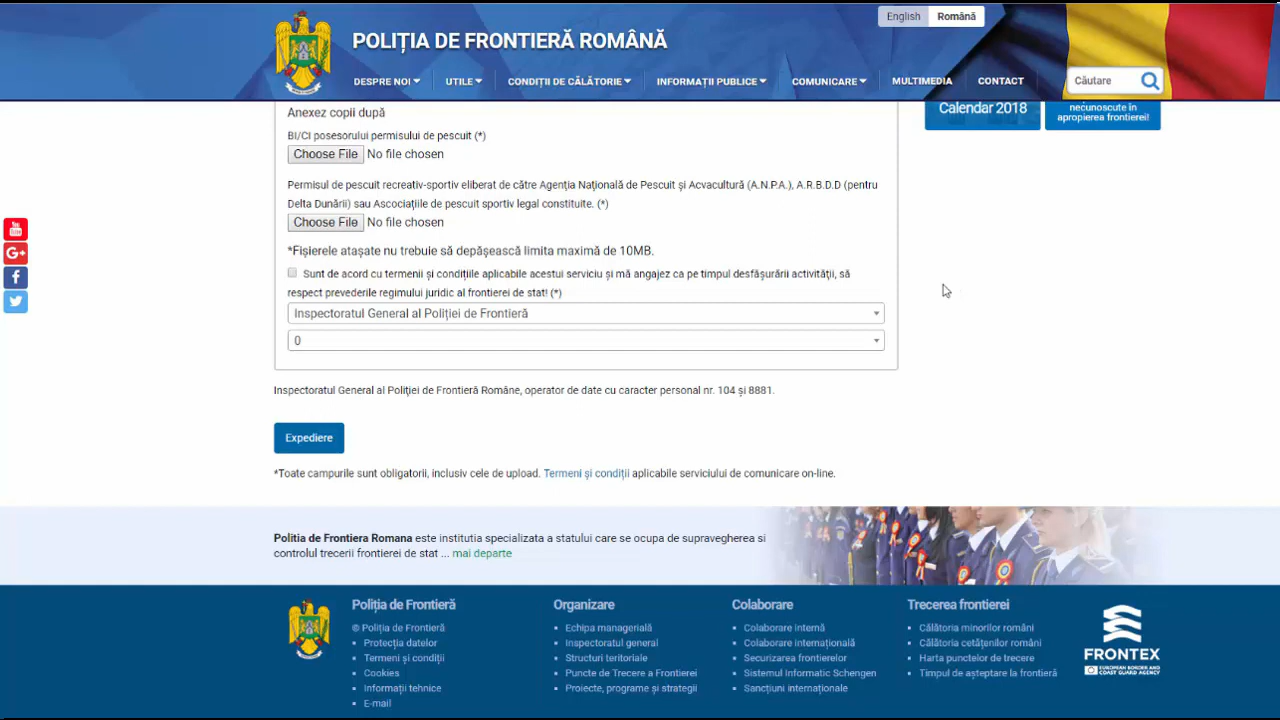 English Română
POLIȚIA DE FRONTIERĂ ROMÂNĂ
DESPRE NOI UTILE CONDIȚII DE CĂLĂTORIE INFORMAȚII PUBLICE COMUNICARE MULTIMEDIA CONTACT Căutare
Calendar 2018
necunoscute în
apropierea frontierei!
Anexez copii după
BI/CI posesorului permisului de pescuit (*)
Choose File No file chosen
Permisul de pescuit recreativ-sportiv eliberat de către Agenția Națională de Pescuit și Acvacultură (A.N.P.A.), A.R.B.D.D (pentru
Delta Dunării) sau Ascociațiile de pescuit sportiv legal constituite. (*)
Choose File No file chosen
*Fișierele atașate nu trebuie să depășească limita maximă de 10MB.
Sunt de acord cu termenii și condițiile aplicabile acestui serviciu și mă angajez ca pe timpul desfășurării activității, să
respect prevederile regimului juridic al frontierei de stat! (*)
Inspectoratul General al Poliției de Frontieră
0
Inspectoratul General al Poliției de Frontieră Române, operator de date cu caracter personal nr. 104 și 8881.
Expediere
*Toate campurile sunt obligatorii, inclusiv cele de upload. Termeni și condiții aplicabile serviciului de comunicare on-line.
Politia de Frontiera Romana este institutia specializata a statului care se ocupa de supravegherea si
controlul trecerii frontierei de stat ... mai departe
Poliția de Frontieră
© Poliția de Frontieră
Protecția datelor
Termeni și condiții
Cookies
Informații tehnice
E-mail
Organizare
Echipa managerială
Inspectoratul general
Structuri teritoriale
Puncte de Trecere a Frontierei
Proiecte, programe și strategii
Colaborare
Colaborare internă
Colaborare internațională
Securizarea frontierelor
Sistemul Informatic Schengen
Sancțiuni internaționale
Trecerea frontierei
Călătoria minorilor români
Călătoria cetățenilor români
Harta punctelor de trecere
Timpul de așteptare la frontieră
FRONTEX
EUROPEAN BORDER AND
COAST GUARD AGENCY